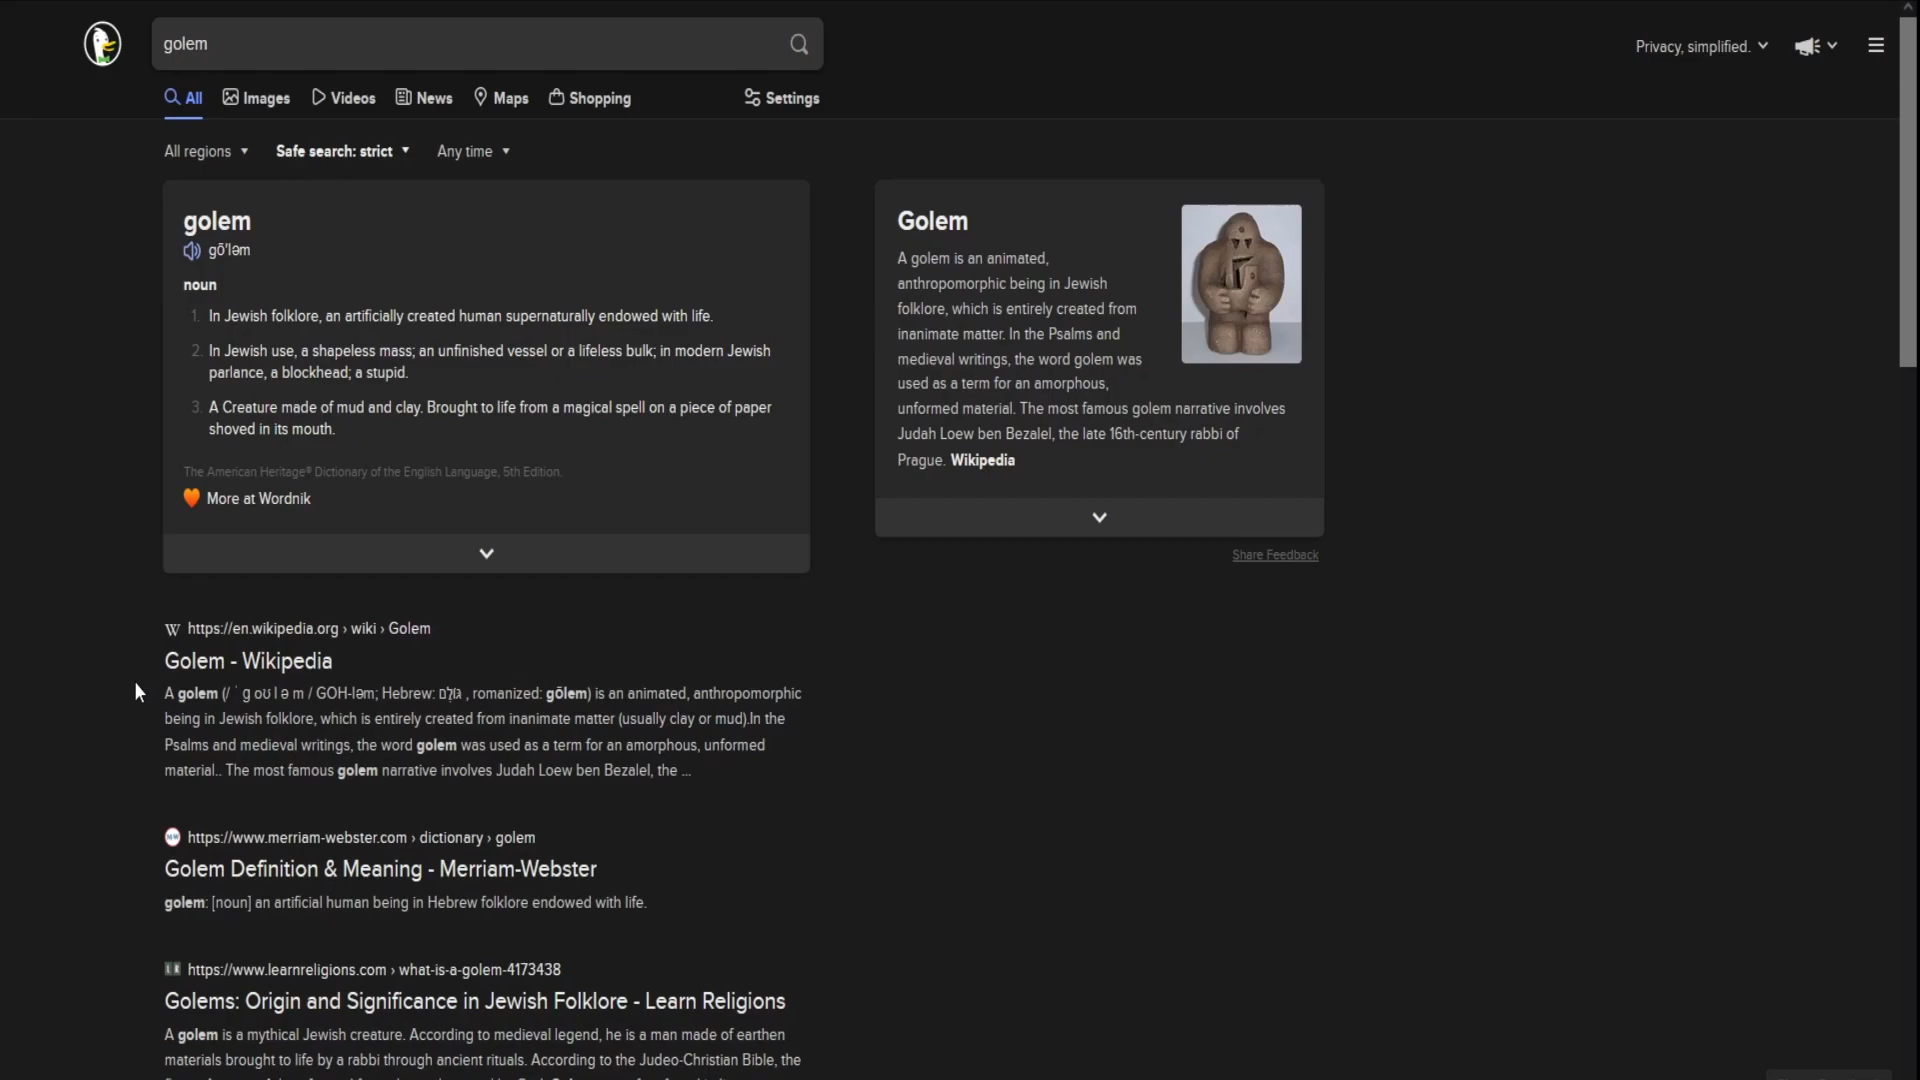 golem
Privacy, simplified.
All Images Videos News Maps Shopping Settings
All regions Safe search: strict Any time
golem
gō′ləm
noun
1. In Jewish folklore, an artificially created human supernaturally endowed with life.
2. In Jewish use, a shapeless mass; an unfinished vessel or a lifeless bulk; in modern Jewish
parlance, a blockhead; a stupid.
3. A Creature made of mud and clay. Brought to life from a magical spell on a piece of paper
shoved in its mouth.
The American Heritage® Dictionary of the English Language, 5th Edition.
More at Wordnik
Golem
A golem is an animated,
anthropomorphic being in Jewish
folklore, which is entirely created from
inanimate matter. In the Psalms and
medieval writings, the word golem was
used as a term for an amorphous,
unformed material. The most famous golem narrative involves
Judah Loew ben Bezalel, the late 16th-century rabbi of
Prague. Wikipedia
Share Feedback
W https://en.wikipedia.org › wiki › Golem
Golem - Wikipedia
A golem (/ ˈ ɡ oʊ l ə m / GOH-ləm; Hebrew: גּוֹלֶם , romanized: gōlem) is an animated, anthropomorphic
being in Jewish folklore, which is entirely created from inanimate matter (usually clay or mud).In the
Psalms and medieval writings, the word golem was used as a term for an amorphous, unformed
material.. The most famous golem narrative involves Judah Loew ben Bezalel, the ...
https://www.merriam-webster.com › dictionary › golem
Golem Definition & Meaning - Merriam-Webster
golem: [noun] an artificial human being in Hebrew folklore endowed with life.
https://www.learnreligions.com › what-is-a-golem-4173438
Golems: Origin and Significance in Jewish Folklore - Learn Religions
A golem is a mythical Jewish creature. According to medieval legend, he is a man made of earthen
materials brought to life by a rabbi through ancient rituals. According to the Judeo-Christian Bible, the